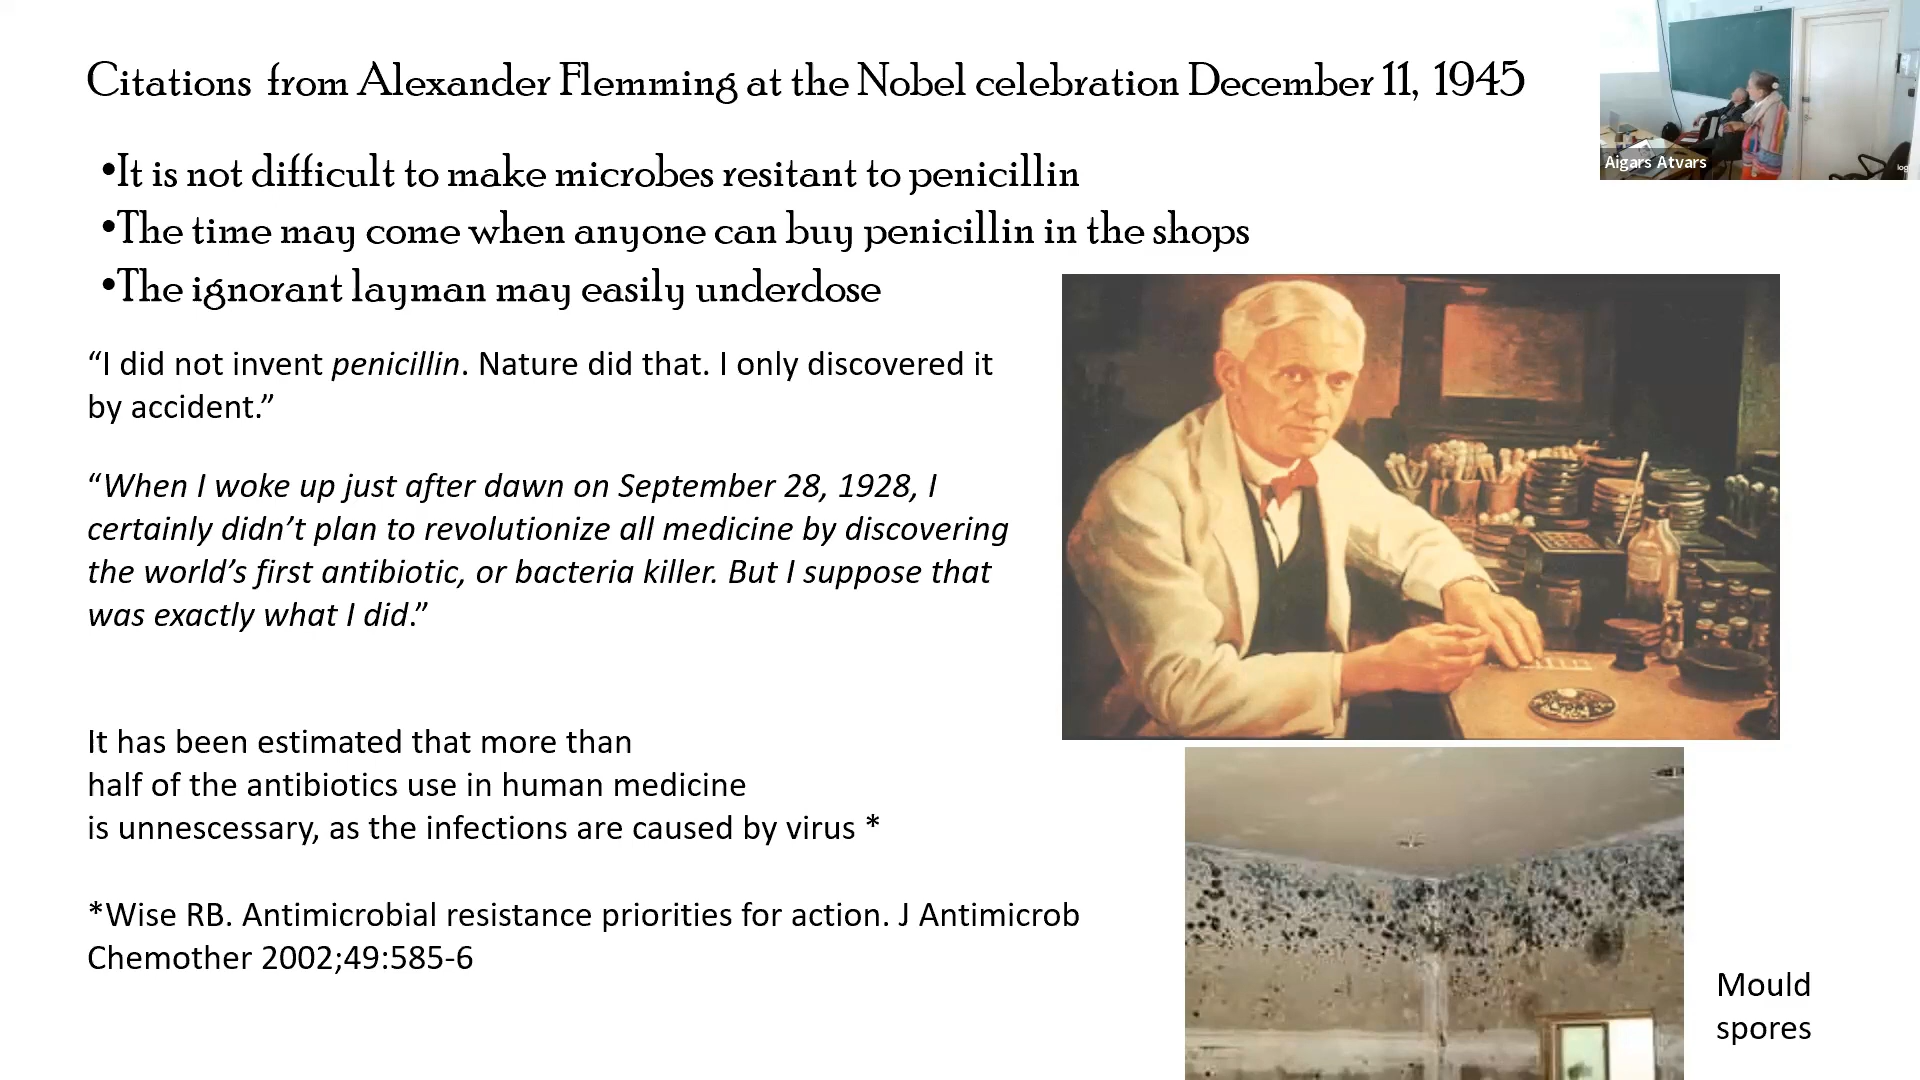 Citations from Alexander Flemming at the Nobel celebration December 11, 1945
•It is not difficult to make microbes resitant to penicillin
•The time may come when anyone can buy penicillin in the shops
•The ignorant layman may easily underdose
“I did not invent penicillin. Nature did that. I only discovered it
by accident.”
“When I woke up just after dawn on September 28, 1928, I
certainly didn’t plan to revolutionize all medicine by discovering
the world’s first antibiotic, or bacteria killer. But I suppose that
was exactly what I did.”
It has been estimated that more than
half of the antibiotics use in human medicine
is unnescessary, as the infections are caused by virus *
*Wise RB. Antimicrobial resistance priorities for action. J Antimicrob
Chemother 2002;49:585-6
Mould
spores
Aigars Atvars